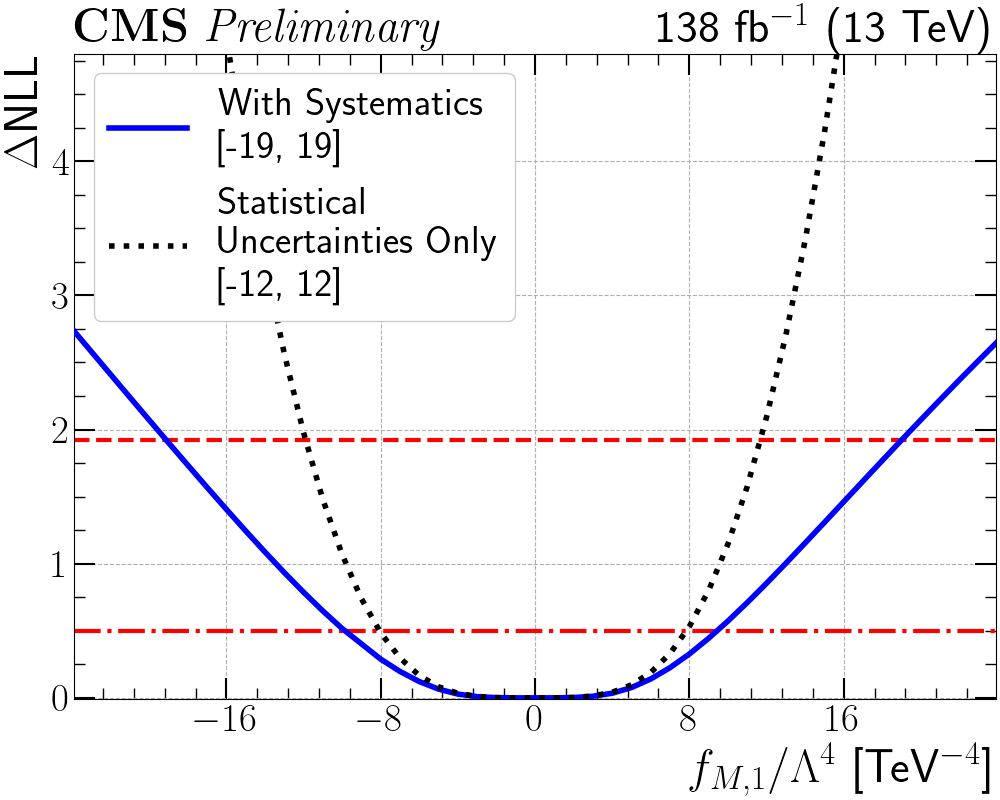 CMS Preliminary 138 fb⁻¹ (13 TeV)
ΔNLL
With Systematics
[-19, 19]
Statistical
Uncertainties Only
[-12, 12]
4
3
2
1
0
−16 −8 0 8 16
f_{M,1}/Λ⁴ [TeV⁻⁴]